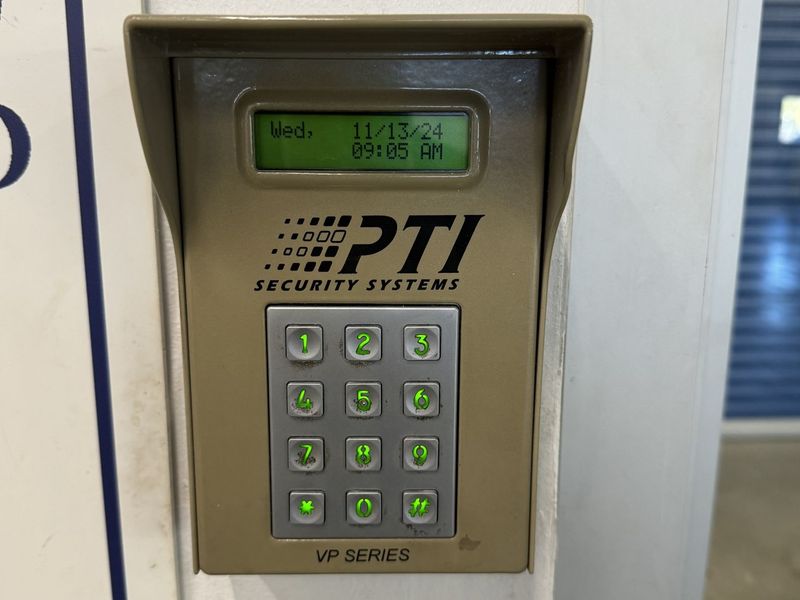 Wed, 11/13/24
09:05 AM
PTI
SECURITY SYSTEMS
1 2 3
4 5 6
7 8 9
* 0 #
VP SERIES